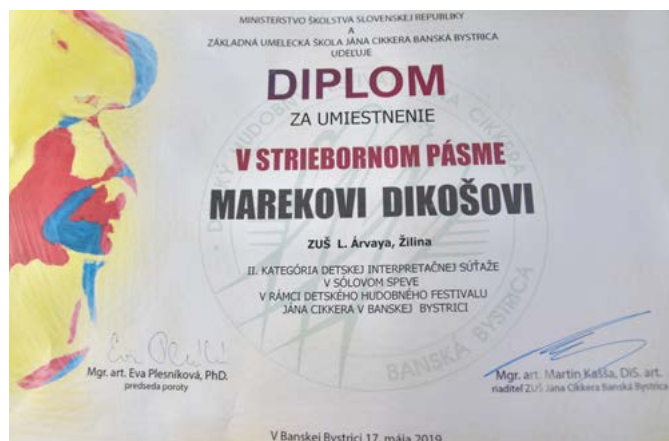 MINISTERSTVO ŠKOLSTVA SLOVENSKEJ REPUBLIKY
A
ZÁKLADNÁ UMELECKÁ ŠKOLA JÁNA CIKKERA BANSKÁ BYSTRICA
UDEĽUJE
DIPLOM
ZA UMIESTNENIE
V STRIEBORNOM PÁSME
MAREKOVI DIKOŠOVI
ZUŠ L. Árvaya, Žilina
II. KATEGÓRIA DETSKEJ INTERPRETAČNEJ SÚŤAŽE
V SÓLOVOM SPEVE
V RÁMCI DETSKÉHO HUDOBNÉHO FESTIVALU
JÁNA CIKKERA V BANSKEJ BYSTRICI
BANSKÁ BYSTRICA
Mgr. art. Eva Plesníková, PhD.
predseda poroty
Mgr. art. Martin Kašša, DIS. art.
riaditeľ ZUŠ Jána Cikkera Banská Bystrica
V Banskej Bystrici 17. mája 2019